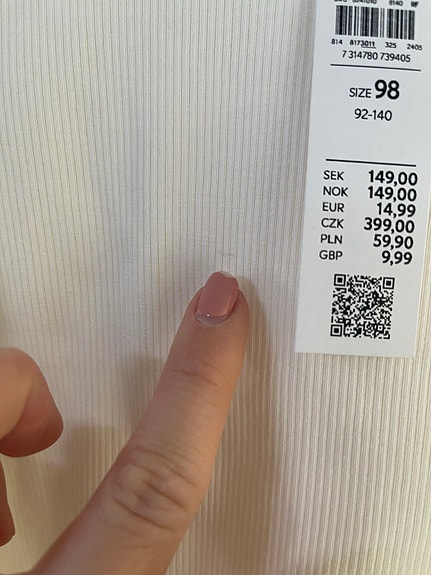 814 8173011 325 2405
7 314780 739405
SIZE 98
92-140
SEK 149,00
NOK 149,00
EUR 14,99
CZK 399,00
PLN 59,90
GBP 9,99